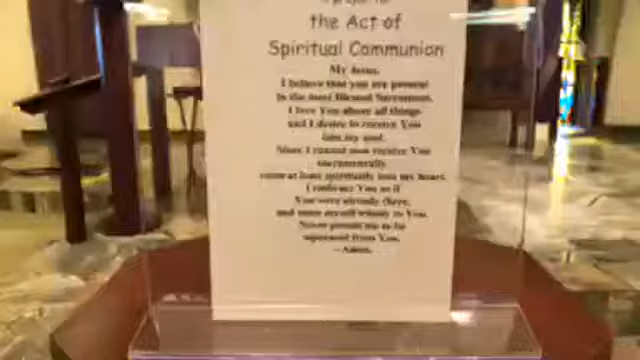 A prayer for
the Act of
Spiritual Communion
My Jesus,
I believe that you are present
in the most Blessed Sacrament.
I love You above all things
and I desire to receive You
into my soul.
Since I cannot now receive You
sacramentally,
come at least spiritually into my heart.
I embrace You as if
You were already there,
and unite myself wholly to You.
Never permit me to be
separated from You.
--Amen.